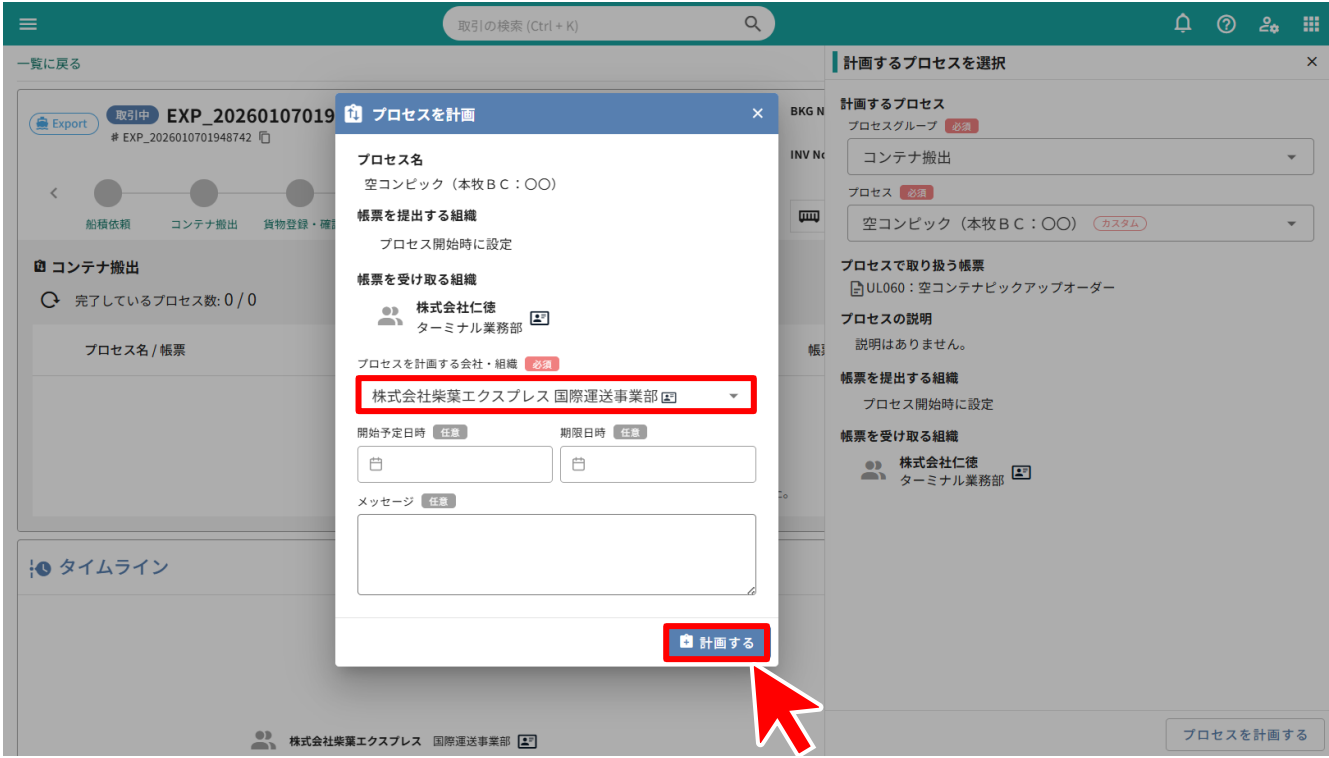 取引の検索 (Ctrl + K)
一覧に戻る
Export
取引中
EXP_20260107019
# EXP_2026010701948742
船積依頼
コンテナ搬出
貨物登録・確認
コンテナ搬出
完了しているプロセス数: 0 / 0
プロセス名 / 帳票
タイムライン
株式会社柴葉エクスプレス 国際運送事業部
プロセスを計画
プロセス名
空コンピック（本牧ＢＣ：〇〇）
帳票を提出する組織
プロセス開始時に設定
帳票を受け取る組織
株式会社仁徳
ターミナル業務部
プロセスを計画する会社・組織 必須
株式会社柴葉エクスプレス 国際運送事業部
開始予定日時 任意
期限日時 任意
メッセージ 任意
計画する
BKG N
INV No
計画するプロセスを選択
計画するプロセス
プロセスグループ 必須
コンテナ搬出
プロセス 必須
空コンピック（本牧ＢＣ：〇〇） カスタム
プロセスで取り扱う帳票
UL060：空コンテナピックアップオーダー
プロセスの説明
説明はありません。
帳票を提出する組織
プロセス開始時に設定
帳票を受け取る組織
株式会社仁徳
ターミナル業務部
プロセスを計画する